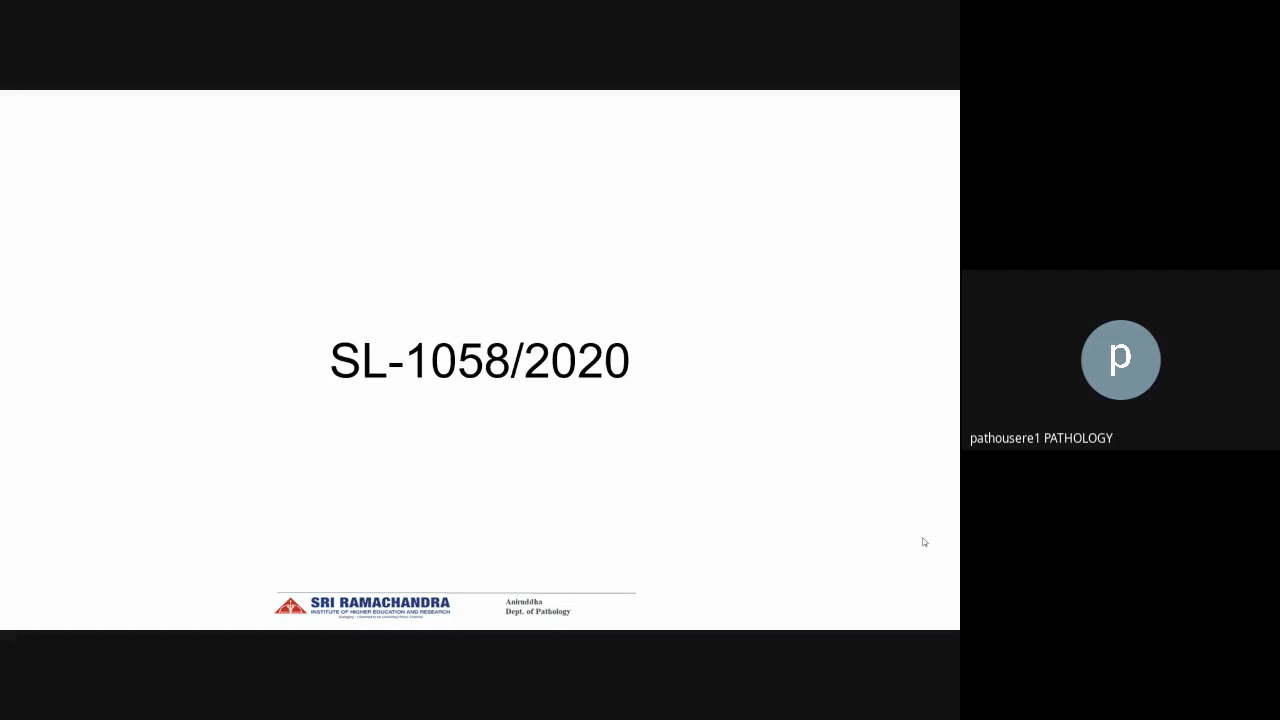 SL-1058/2020
SRI RAMACHANDRA
INSTITUTE OF HIGHER EDUCATION AND RESEARCH
Aniruddha
Dept. of Pathology
p
pathousere1 PATHOLOGY